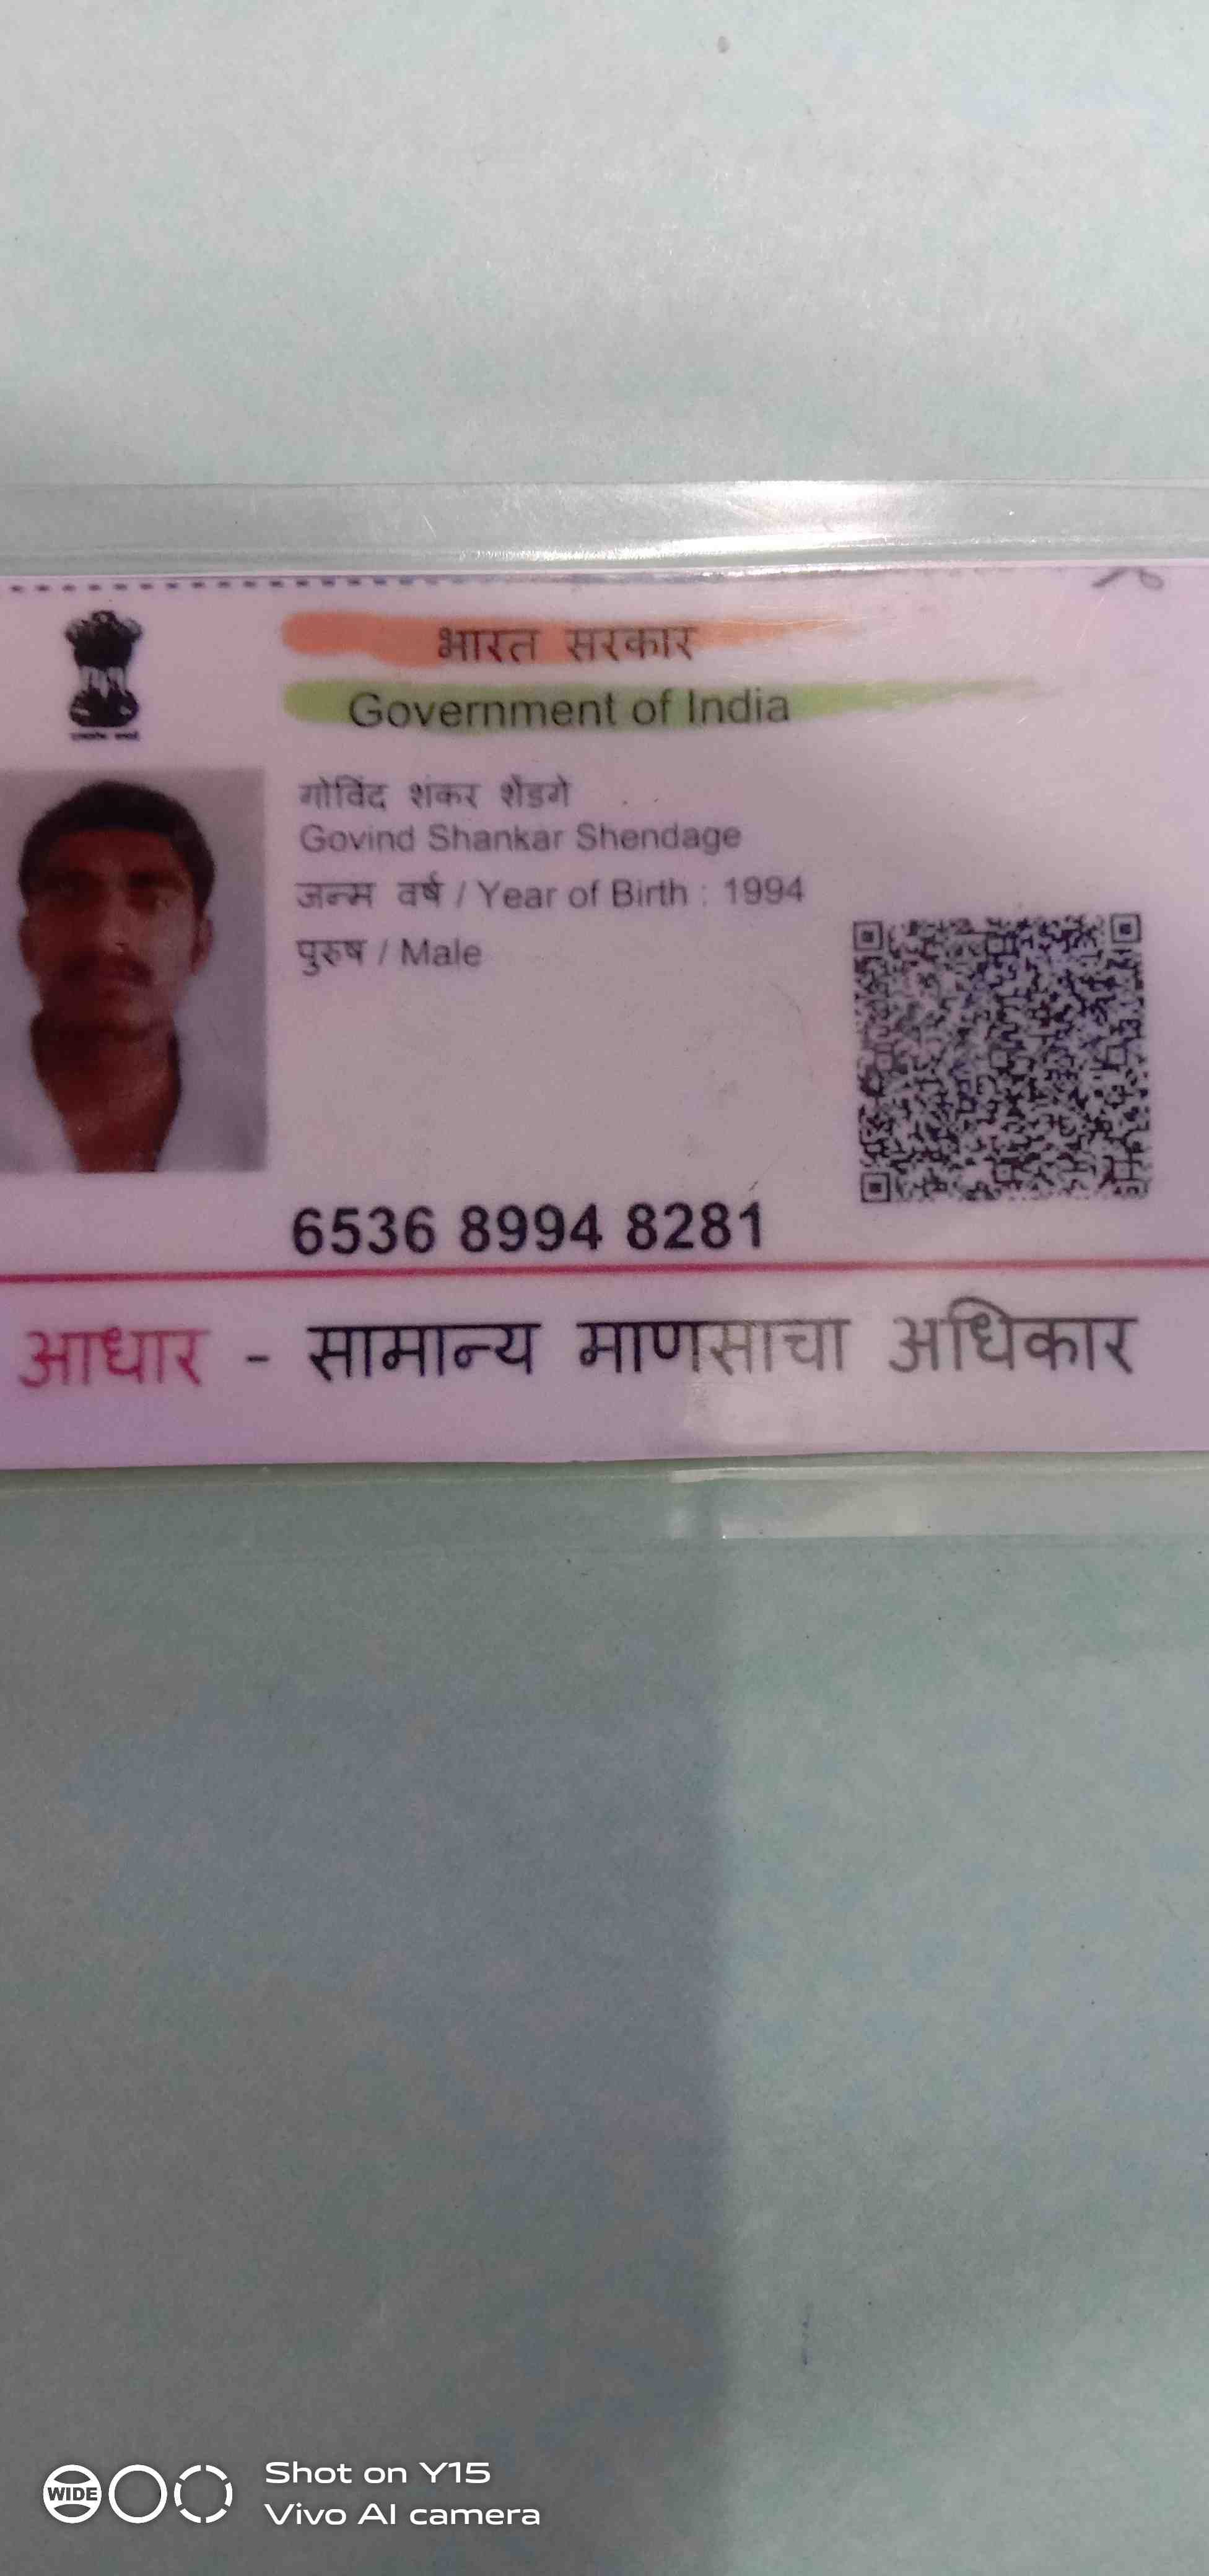 भारत सरकार
Government of India
गोविंद शंकर शेंडगे
Govind Shankar Shendage
जन्म वर्ष / Year of Birth : 1994
पुरुष / Male
6536 8994 8281
आधार - सामान्य माणसाचा अधिकार
WIDE
Shot on Y15
Vivo AI camera